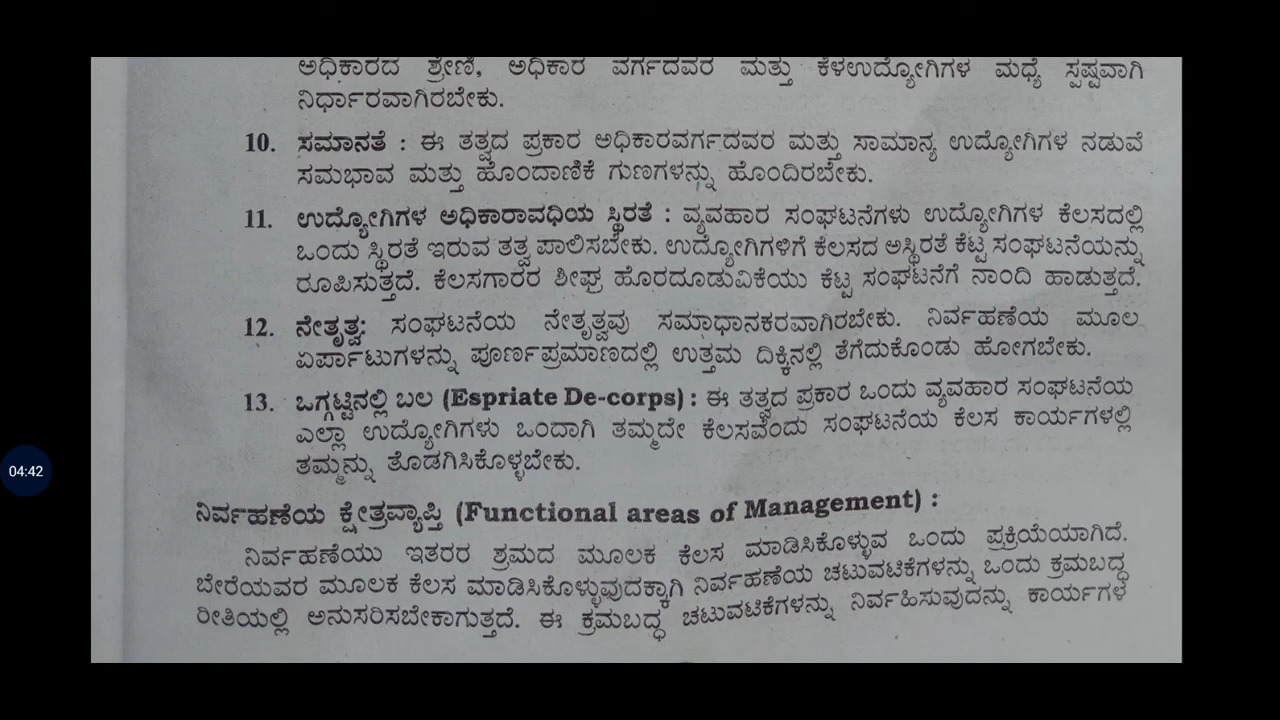 ಅಧಿಕಾರದ ಶ್ರೇಣಿ, ಅಧಿಕಾರ ವರ್ಗದವರ ಮತ್ತು ಕೆಳಉದ್ಯೋಗಿಗಳ ಮಧ್ಯೆ ಸ್ಪಷ್ಟವಾಗಿ
ನಿರ್ಧಾರವಾಗಿರಬೇಕು.
10. ಸಮಾನತೆ : ಈ ತತ್ವದ ಪ್ರಕಾರ ಅಧಿಕಾರವರ್ಗದವರ ಮತ್ತು ಸಾಮಾನ್ಯ ಉದ್ಯೋಗಿಗಳ ನಡುವೆ
ಸಮಭಾವ ಮತ್ತು ಹೊಂದಾಣಿಕೆ ಗುಣಗಳನ್ನು ಹೊಂದಿರಬೇಕು.
11. ಉದ್ಯೋಗಿಗಳ ಅಧಿಕಾರಾವಧಿಯ ಸ್ಥಿರತೆ : ವ್ಯವಹಾರ ಸಂಘಟನೆಗಳು ಉದ್ಯೋಗಿಗಳ ಕೆಲಸದಲ್ಲಿ
ಒಂದು ಸ್ಥಿರತೆ ಇರುವ ತತ್ವ ಪಾಲಿಸಬೇಕು. ಉದ್ಯೋಗಿಗಳಿಗೆ ಕೆಲಸದ ಅಸ್ಥಿರತೆ ಕೆಟ್ಟ ಸಂಘಟನೆಯನ್ನು
ರೂಪಿಸುತ್ತದೆ. ಕೆಲಸಗಾರರ ಶೀಘ್ರ ಹೊರದೂಡುವಿಕೆಯು ಕೆಟ್ಟ ಸಂಘಟನೆಗೆ ನಾಂದಿ ಹಾಡುತ್ತದೆ.
12. ನೇತೃತ್ವ: ಸಂಘಟನೆಯ ನೇತೃತ್ವವು ಸಮಾಧಾನಕರವಾಗಿರಬೇಕು. ನಿರ್ವಹಣೆಯ ಮೂಲ
ಏರ್ಪಾಟುಗಳನ್ನು ಪೂರ್ಣಪ್ರಮಾಣದಲ್ಲಿ ಉತ್ತಮ ದಿಕ್ಕಿನಲ್ಲಿ ತೆಗೆದುಕೊಂಡು ಹೋಗಬೇಕು.
13. ಒಗ್ಗಟ್ಟಿನಲ್ಲಿ ಬಲ (Espriate De-corps) : ಈ ತತ್ವದ ಪ್ರಕಾರ ಒಂದು ವ್ಯವಹಾರ ಸಂಘಟನೆಯ
ಎಲ್ಲಾ ಉದ್ಯೋಗಿಗಳು ಒಂದಾಗಿ ತಮ್ಮದೇ ಕೆಲಸವೆಂದು ಸಂಘಟನೆಯ ಕೆಲಸ ಕಾರ್ಯಗಳಲ್ಲಿ
ತಮ್ಮನ್ನು ತೊಡಗಿಸಿಕೊಳ್ಳಬೇಕು.
04:42
ನಿರ್ವಹಣೆಯ ಕ್ಷೇತ್ರವ್ಯಾಪ್ತಿ (Functional areas of Management) :
ನಿರ್ವಹಣೆಯು ಇತರರ ಶ್ರಮದ ಮೂಲಕ ಕೆಲಸ ಮಾಡಿಸಿಕೊಳ್ಳುವ ಒಂದು ಪ್ರಕ್ರಿಯೆಯಾಗಿದೆ.
ಬೇರೆಯವರ ಮೂಲಕ ಕೆಲಸ ಮಾಡಿಸಿಕೊಳ್ಳುವುದಕ್ಕಾಗಿ ನಿರ್ವಹಣೆಯ ಚಟುವಟಿಕೆಗಳನ್ನು ಒಂದು ಕ್ರಮಬದ್ಧ
ರೀತಿಯಲ್ಲಿ ಅನುಸರಿಸಬೇಕಾಗುತ್ತದೆ. ಈ ಕ್ರಮಬದ್ಧ ಚಟುವಟಿಕೆಗಳನ್ನು ನಿರ್ವಹಿಸುವುದನ್ನು ಕಾರ್ಯಗಳ